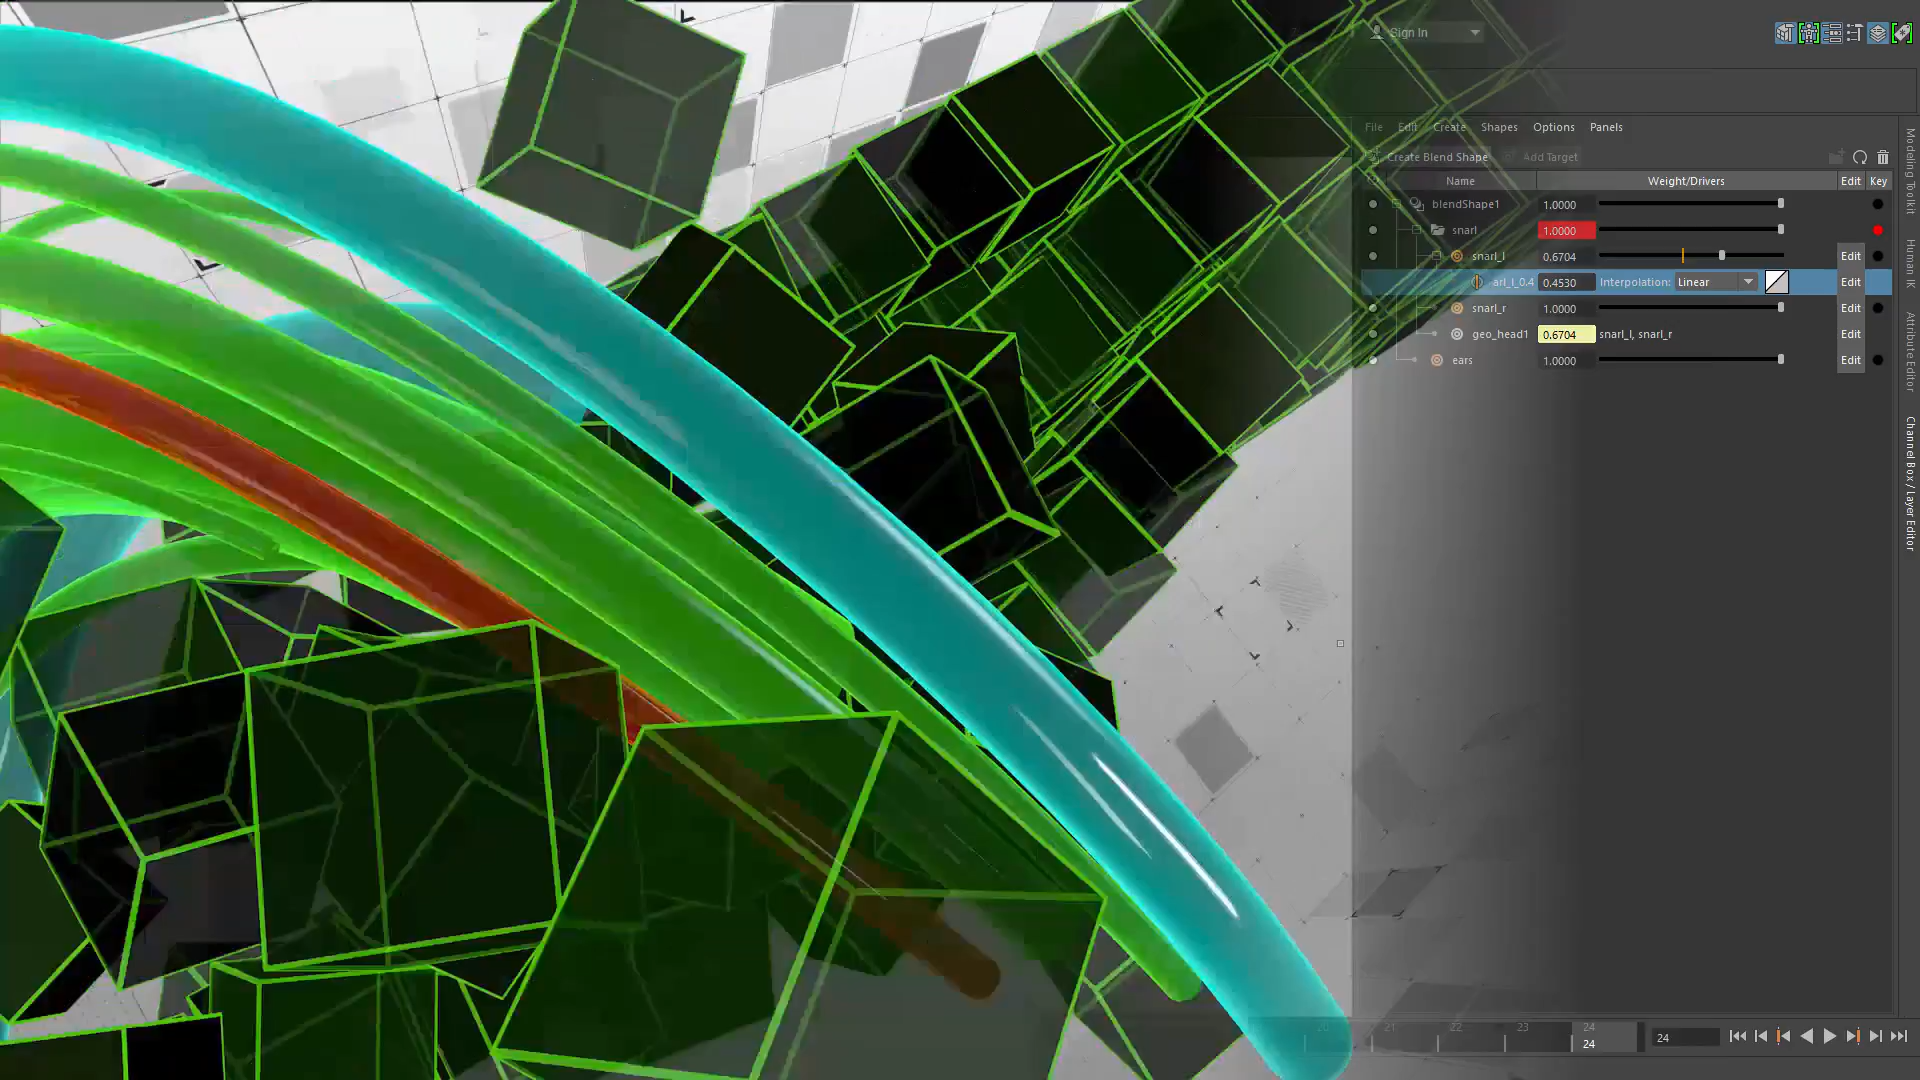 Sign In
File Edit Create Shapes Options Panels
Create Blend Shape Add Target
Name Weight/Drivers Edit Key
blendShape1 1.0000
snarl 1.0000
snarl_l 0.6704 Edit
arl_l_0.4 0.4530 Interpolation: Linear Edit
snarl_r 1.0000 Edit
geo_head1 0.6704 snarl_l, snarl_r Edit
ears 1.0000 Edit
Modeling Toolkit
Human IK
Attribute Editor
Channel Box / Layer Editor
20 21 22 23 24
24
24